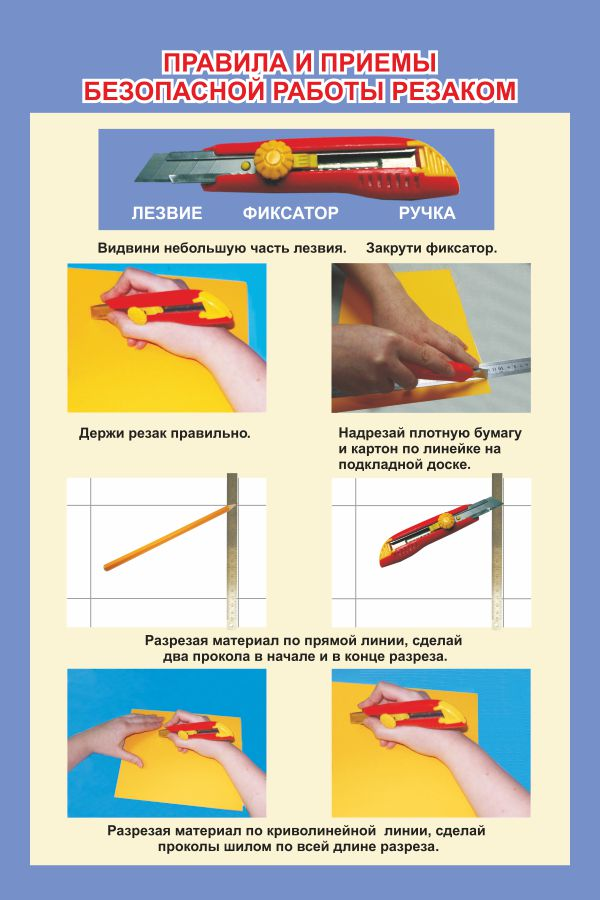 ПРАВИЛА И ПРИЕМЫ
БЕЗОПАСНОЙ РАБОТЫ РЕЗАКОМ
ЛЕЗВИЕ ФИКСАТОР РУЧКА
Видвини небольшую часть лезвия. Закрути фиксатор.
Держи резак правильно.
Надрезай плотную бумагу
и картон по линейке на
подкладной доске.
Разрезая материал по прямой линии, сделай
два прокола в начале и в конце разреза.
Разрезая материал по криволинейной линии, сделай
проколы шилом по всей длине разреза.